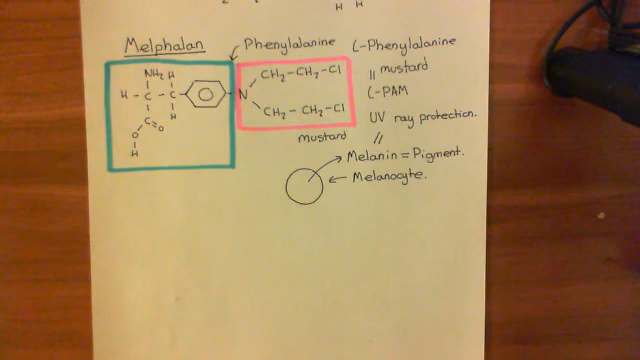 Melphalan
Phenylalanine
L-Phenylalanine
mustard
L-PAM
NH₂ H
H - C - C -
H
C
O O
H
N
CH₂-CH₂-Cl
CH₂-CH₂-Cl
mustard
UV ray protection.
Melanin = Pigment.
Melanocyte.
H H